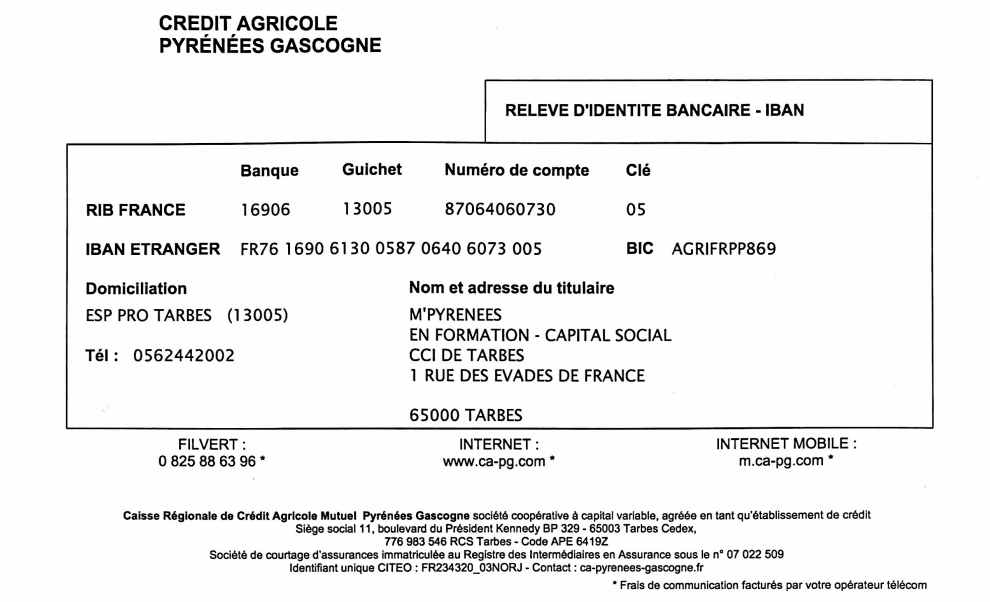 CREDIT AGRICOLE
PYRÉNÉES GASCOGNE
RELEVE D'IDENTITE BANCAIRE - IBAN
Banque Guichet Numéro de compte Clé
RIB FRANCE 16906 13005 87064060730 05
IBAN ETRANGER FR76 1690 6130 0587 0640 6073 005 BIC AGRIFRPP869
Domiciliation Nom et adresse du titulaire
ESP PRO TARBES (13005) M'PYRENEES
EN FORMATION - CAPITAL SOCIAL
Tél : 0562442002 CCI DE TARBES
1 RUE DES EVADES DE FRANCE
65000 TARBES
FILVERT : INTERNET : INTERNET MOBILE :
0 825 88 63 96 * www.ca-pg.com * m.ca-pg.com *
Caisse Régionale de Crédit Agricole Mutuel Pyrénées Gascogne société coopérative à capital variable, agréée en tant qu'établissement de crédit
Siège social 11, boulevard du Président Kennedy BP 329 - 65003 Tarbes Cedex,
776 983 546 RCS Tarbes - Code APE 6419Z
Société de courtage d'assurances immatriculée au Registre des Intermédiaires en Assurance sous le n° 07 022 509
Identifiant unique CITEO : FR234320_03NORJ - Contact : ca-pyrenees-gascogne.fr
* Frais de communication facturés par votre opérateur télécom